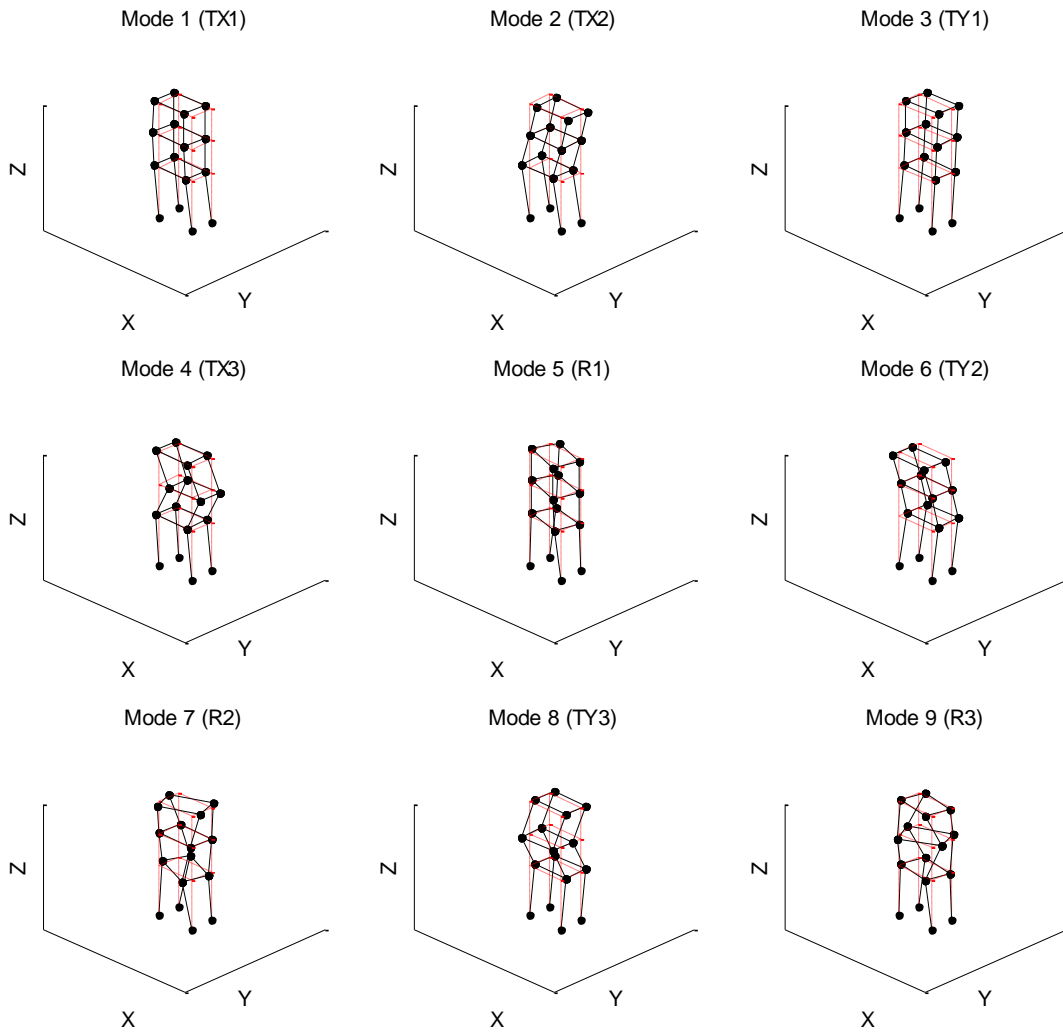 Mode 1 (TX1)
Mode 2 (TX2)
Mode 3 (TY1)
Z
X
Y
Z
X
Y
Z
X
Y
Mode 4 (TX3)
Mode 5 (R1)
Mode 6 (TY2)
Z
X
Y
Z
X
Y
Z
X
Y
Mode 7 (R2)
Mode 8 (TY3)
Mode 9 (R3)
Z
X
Y
Z
X
Y
Z
X
Y